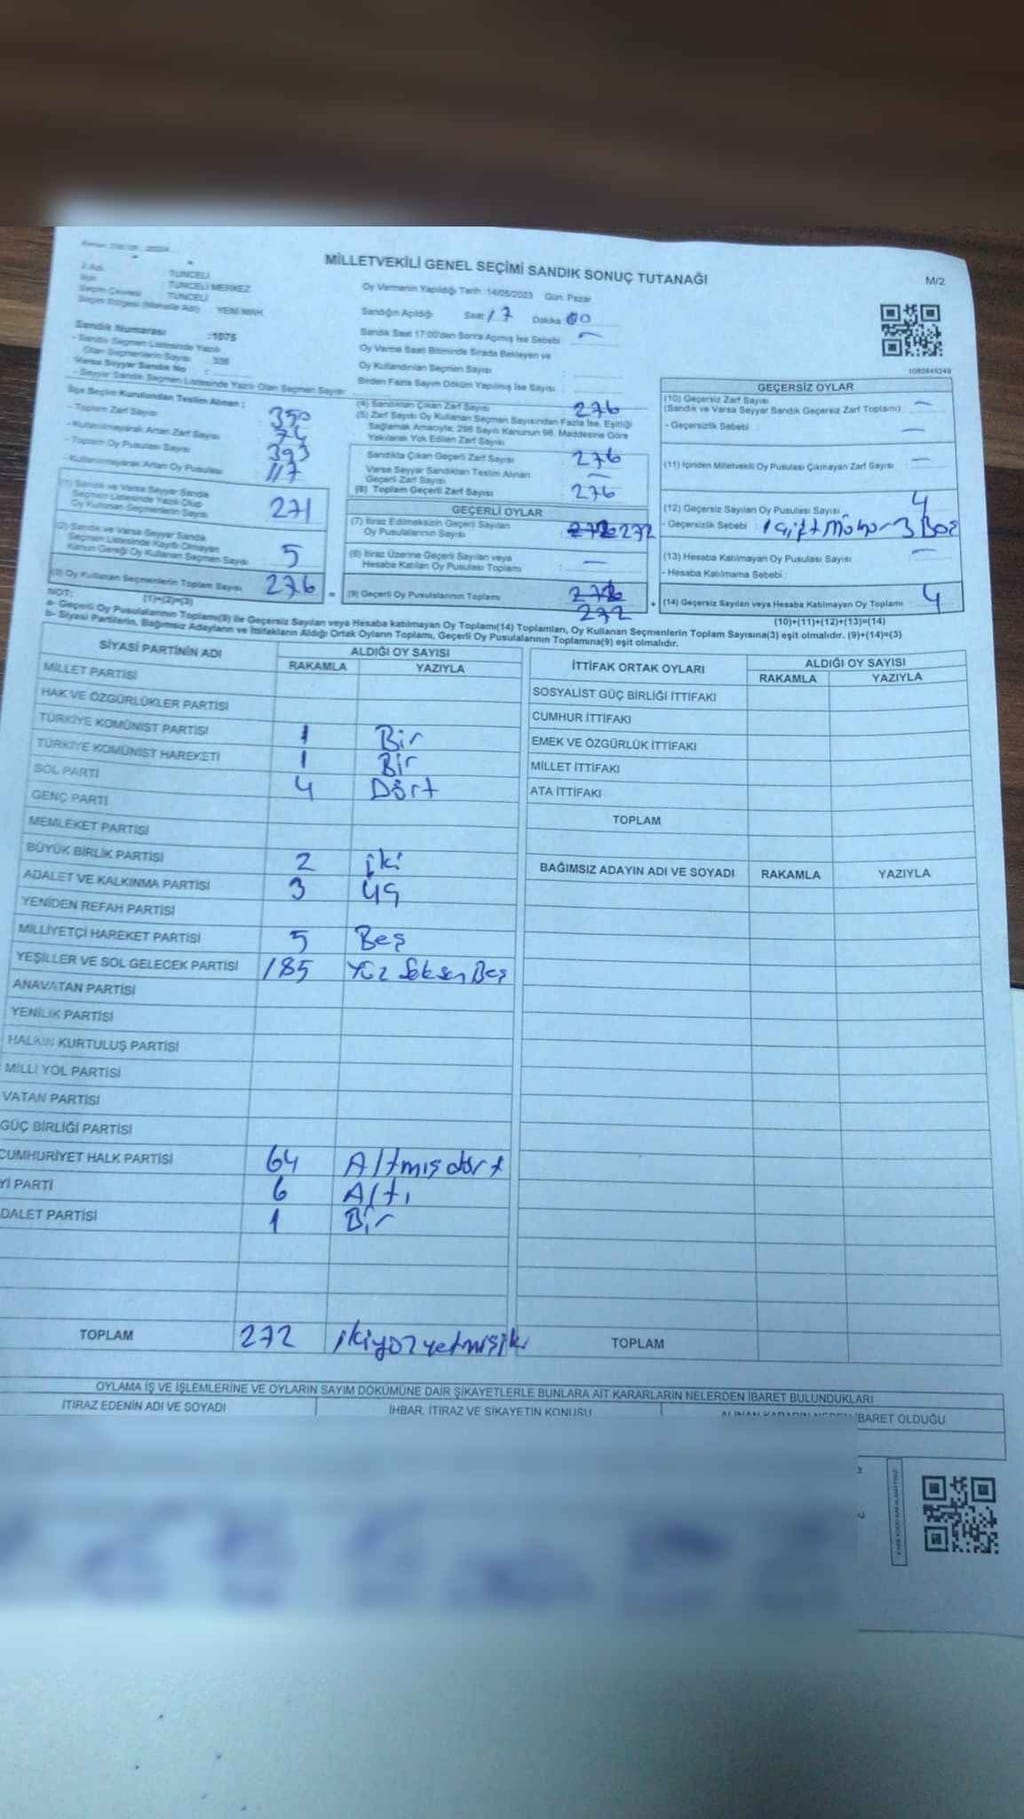 MİLLETVEKİLİ GENEL SEÇİMİ SANDIK SONUÇ TUTANAĞI
M/2
İl Adı : TUNCELİ
İlçe : TUNCELİ MERKEZ
Seçim Çevresi : TUNCELİ
Seçim Bölgesi (Mahalle Adı) : YENİ MAH.
Oy Vermenin Yapıldığı Tarih :14/05/2023 Gün: Pazar
Sandığın Açıldığı Saat 17 Dakika 00
Sandık Saat 17:00'den Sonra Açılmış İse Sebebi
Oy Verme Saati Bitiminde Sırada Bekleyen ve
Oy Kullandırılan Seçmen Sayısı
Birden Fazla Sayım Döküm Yapılmış İse Sayısı :
Sandık Numarası :1075
- Sandık Seçmen Listesinde Yazılı
Olan Seçmenlerin Sayısı
Varsa Seyyar Sandık No :
- Seyyar Sandık Seçmen Listesinde Yazılı Olan Seçmen Sayısı
İlçe Seçim Kurulundan Teslim Alınan ;
- Toplam Zarf Sayısı 350
- Kullanılmayarak Artan Zarf Sayısı 74
- Toplam Oy Pusulası Sayısı 393
- Kullanılmayarak Artan Oy Pusulası 117
(1) Sandık ve Varsa Seyyar Sandık
Seçmen Listesinde Yazılı Olup
Oy Kullanan Seçmenlerin Sayısı 271
(2) Sandık ve Varsa Seyyar Sandık
Seçmen Listesinde Kayıtlı Olmayan
Kanun Gereği Oy Kullanan Seçmen Sayısı 5
(3) Oy Kullanan Seçmenlerin Toplam Sayısı 276
(1)+(2)=(3)
(4) Sandıktan Çıkan Zarf Sayısı 276
(5) Zarf Sayısı Oy Kullanan Seçmen Sayısından Fazla İse, Eşitliği
Sağlamak Amacıyla; 298 Sayılı Kanunun 98. Maddesine Göre
Yakılarak Yok Edilen Zarf Sayısı
Sandıkta Çıkan Geçerli Zarf Sayısı 276
Varsa Seyyar Sandıktan Teslim Alınan
Geçerli Zarf Sayısı —
(6) Toplam Geçerli Zarf Sayısı 276
GEÇERLİ OYLAR
(7) İtiraz Edilmeksizin Geçerli Sayılan
Oy Pusulalarının Sayısı 272
(8) İtiraz Üzerine Geçerli Sayılan veya
Hesaba Katılan Oy Pusulası Toplamı —
(9) Geçerli Oy Pusulalarının Toplamı 272
GEÇERSİZ OYLAR
(10) Geçersiz Zarf Sayısı
(Sandık ve Varsa Seyyar Sandık Geçersiz Zarf Toplamı) —
- Geçersizlik Sebebi : —
(11) İçinden Milletvekili Oy Pusulası Çıkmayan Zarf Sayısı —
(12) Geçersiz Sayılan Oy Pusulası Sayısı 4
- Geçersizlik Sebebi 1 Çift Mühür 3 Boş
(13) Hesaba Katılmayan Oy Pusulası Sayısı —
- Hesaba Katılmama Sebebi :
(14) Geçersiz Sayılan veya Hesaba Katılmayan Oy Toplamı 4
(10)+(11)+(12)+(13)=(14)
NOT:
a- Geçerli Oy Pusulalarının Toplamı(9) ile Geçersiz Sayılan veya Hesaba katılmayan Oy Toplamı(14) Toplamları, Oy Kullanan Seçmenlerin Toplam Sayısına(3) eşit olmalıdır. (9)+(14)=(3)
b- Siyasi Partilerin, Bağımsız Adayların ve İttifakların Aldığı Ortak Oyların Toplamı, Geçerli Oy Pusulalarının Toplamına(9) eşit olmalıdır.
SİYASİ PARTİNİN ADI ALDIĞI OY SAYISI
RAKAMLA YAZIYLA
MİLLET PARTİSİ
HAK VE ÖZGÜRLÜKLER PARTİSİ
TÜRKİYE KOMÜNİST PARTİSİ 1 Bir
TÜRKİYE KOMÜNİST HAREKETİ 1 Bir
SOL PARTİ 4 Dört
GENÇ PARTİ
MEMLEKET PARTİSİ
BÜYÜK BİRLİK PARTİSİ 2 iki
ADALET VE KALKINMA PARTİSİ 3 Üç
YENİDEN REFAH PARTİSİ
MİLLİYETÇİ HAREKET PARTİSİ 5 Beş
YEŞİLLER VE SOL GELECEK PARTİSİ 185 Yüz Seksen Beş
ANAVATAN PARTİSİ
YENİLİK PARTİSİ
HALKIN KURTULUŞ PARTİSİ
MİLLİ YOL PARTİSİ
VATAN PARTİSİ
GÜÇ BİRLİĞİ PARTİSİ
CUMHURİYET HALK PARTİSİ 64 Altmış dört
Yİ PARTİ 6 Altı
DALET PARTİSİ 1 Bir
TOPLAM 272 ikiyüzyetmişiki
İTTİFAK ORTAK OYLARI ALDIĞI OY SAYISI
RAKAMLA YAZIYLA
SOSYALİST GÜÇ BİRLİĞİ İTTİFAKI
CUMHUR İTTİFAKI
EMEK VE ÖZGÜRLÜK İTTİFAKI
MİLLET İTTİFAKI
ATA İTTİFAKI
TOPLAM
BAĞIMSIZ ADAYIN ADI VE SOYADI RAKAMLA YAZIYLA
TOPLAM
OYLAMA İŞ VE İŞLEMLERİNE VE OYLARIN SAYIM DÖKÜMÜNE DAİR ŞİKAYETLERLE BUNLARA AİT KARARLARIN NELERDEN İBARET BULUNDUKLARI
İTİRAZ EDENİN ADI VE SOYADI İHBAR, İTİRAZ VE ŞİKAYETİN KONUSU İBARET OLDUĞU